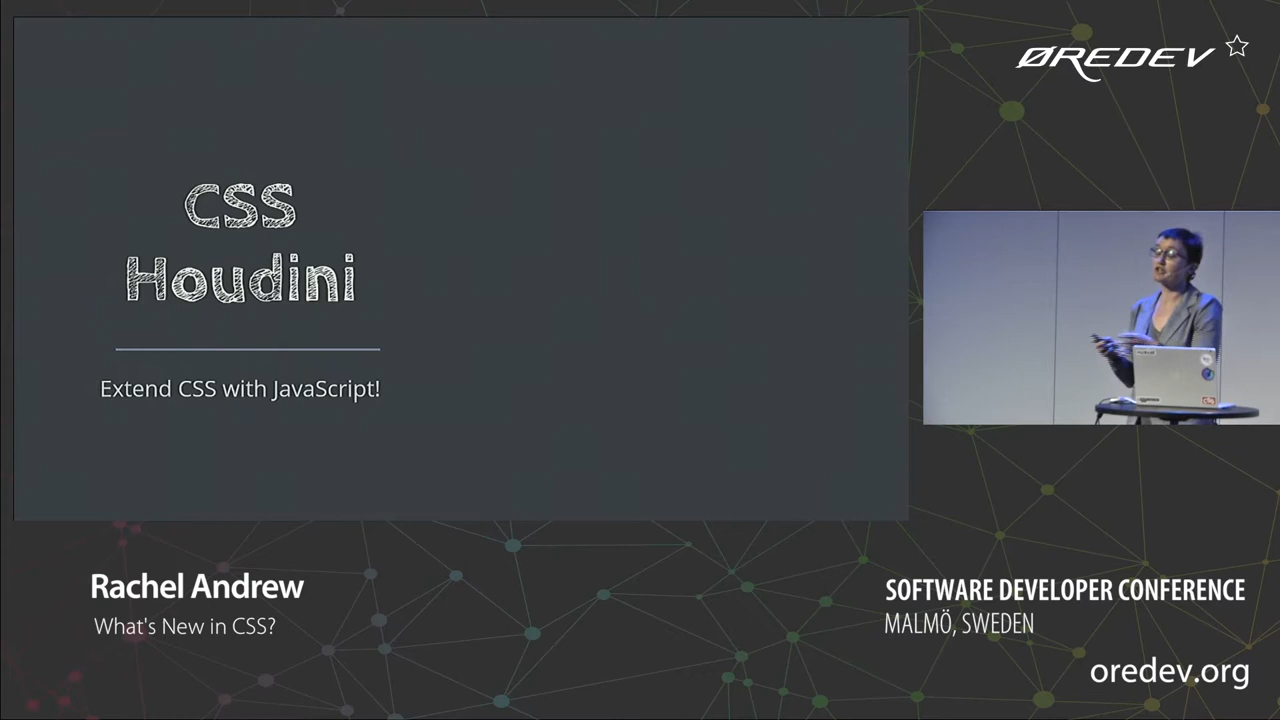 ØREDEV
CSS
Houdini
Extend CSS with JavaScript!
Rachel Andrew
What's New in CSS?
SOFTWARE DEVELOPER CONFERENCE
MALMÖ, SWEDEN
oredev.org